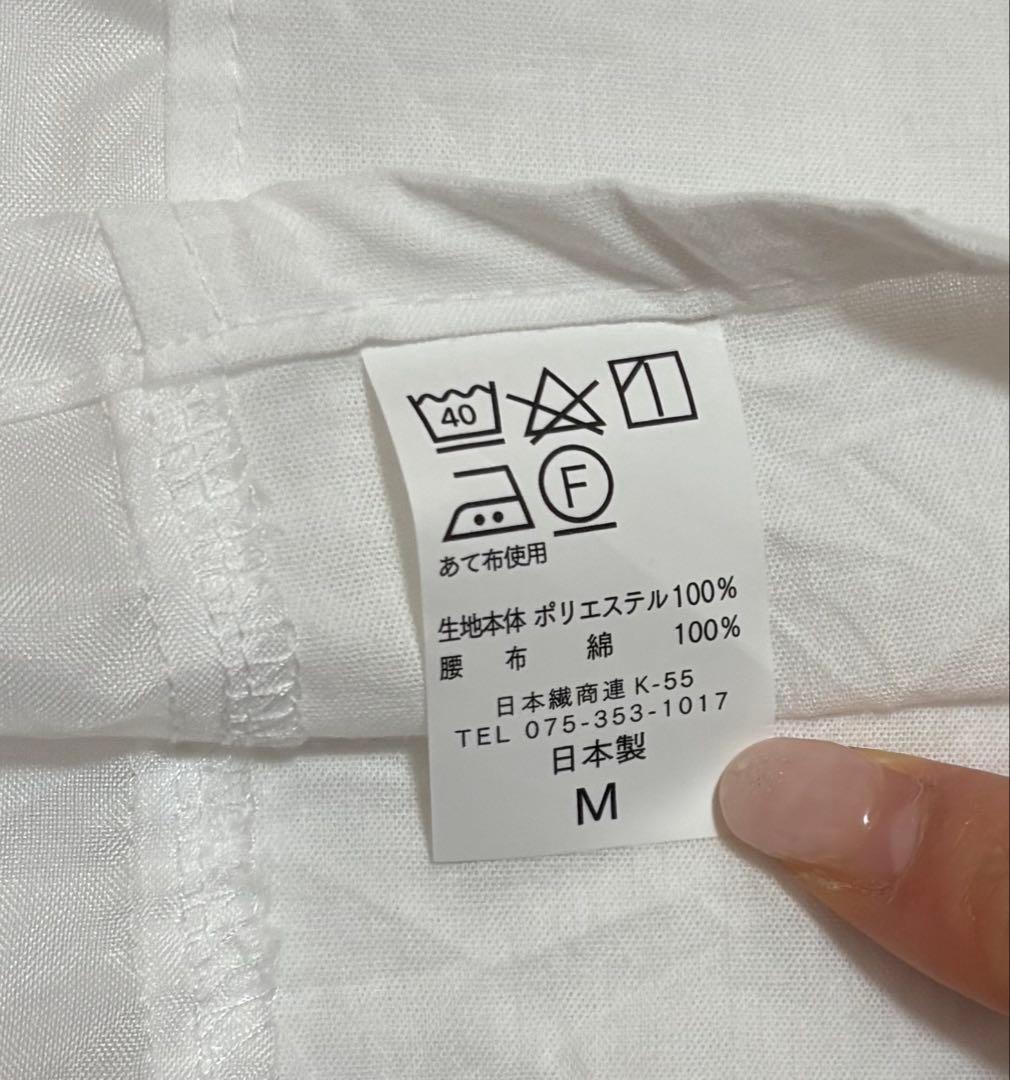 40
F
あて布使用
生地本体 ポリエステル100%
腰 布 綿 100%
日本繊商連 K-55
TEL 075-353-1017
日本製
M